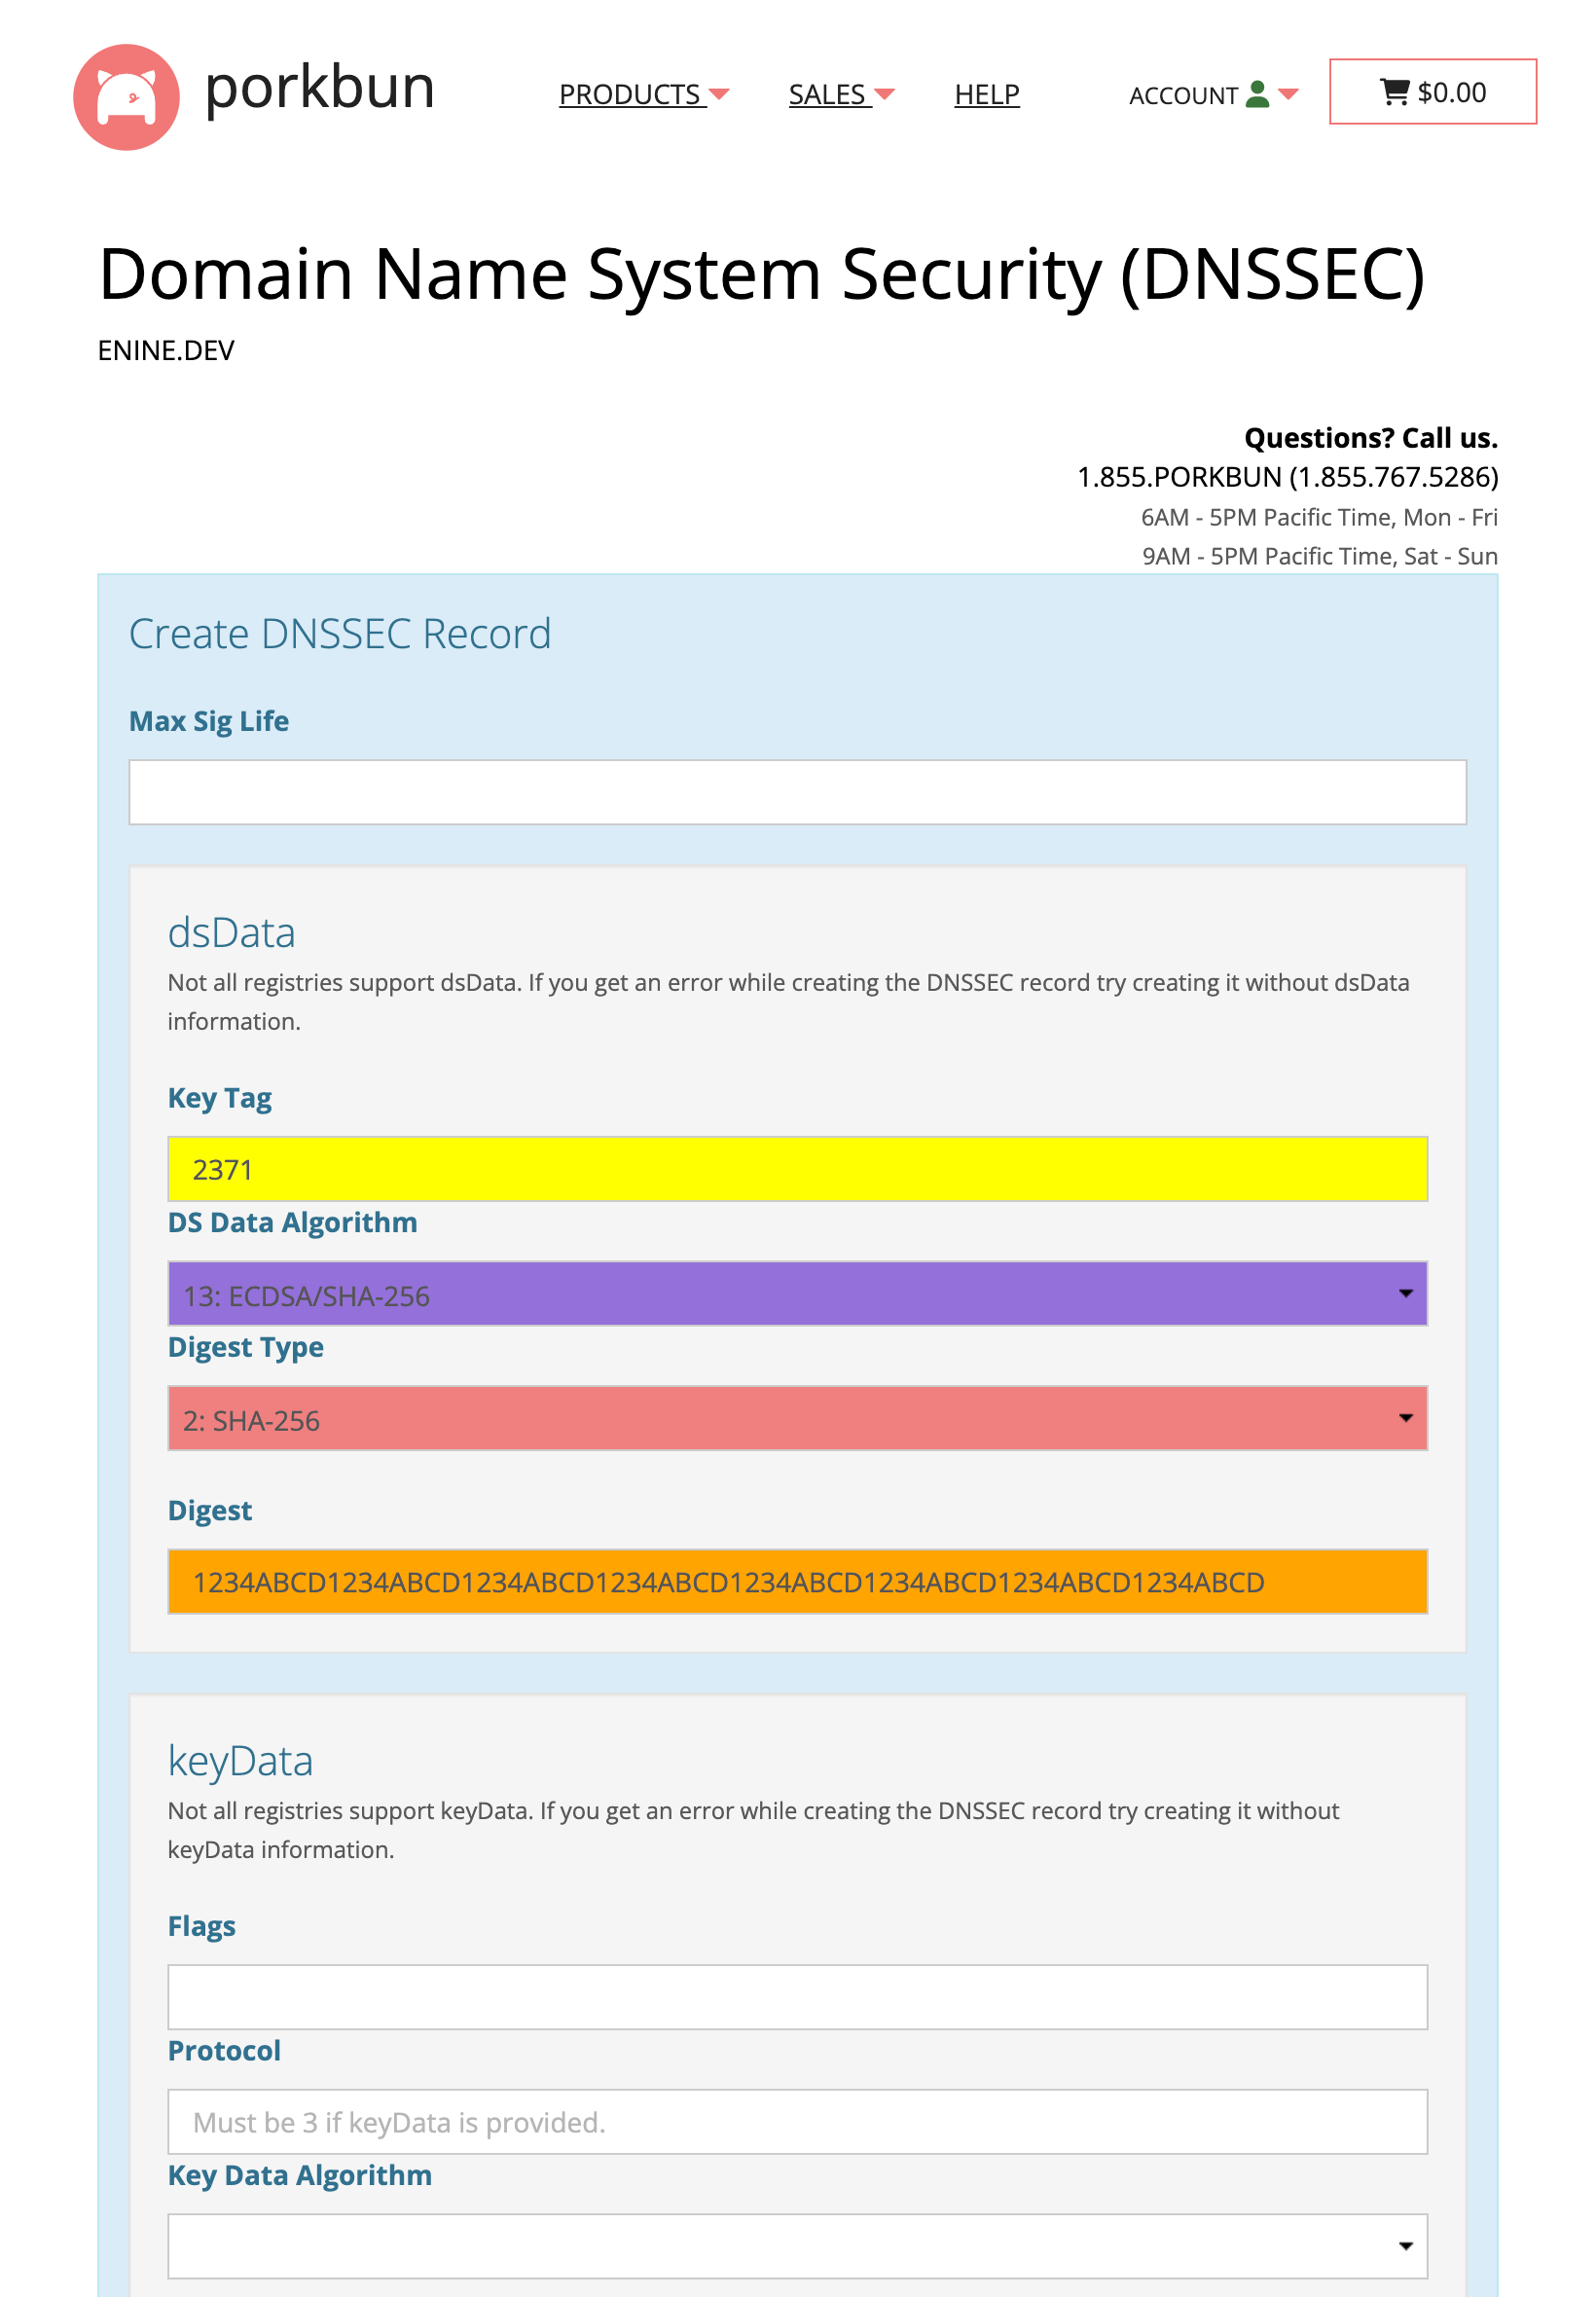 porkbun
PRODUCTS SALES HELP ACCOUNT $0.00
Domain Name System Security (DNSSEC)
ENINE.DEV
Questions? Call us.
1.855.PORKBUN (1.855.767.5286)
6AM - 5PM Pacific Time, Mon - Fri
9AM - 5PM Pacific Time, Sat - Sun
Create DNSSEC Record
Max Sig Life
dsData
Not all registries support dsData. If you get an error while creating the DNSSEC record try creating it without dsData
information.
Key Tag
2371
DS Data Algorithm
13: ECDSA/SHA-256
Digest Type
2: SHA-256
Digest
1234ABCD1234ABCD1234ABCD1234ABCD1234ABCD1234ABCD1234ABCD1234ABCD
keyData
Not all registries support keyData. If you get an error while creating the DNSSEC record try creating it without
keyData information.
Flags
Protocol
Must be 3 if keyData is provided.
Key Data Algorithm